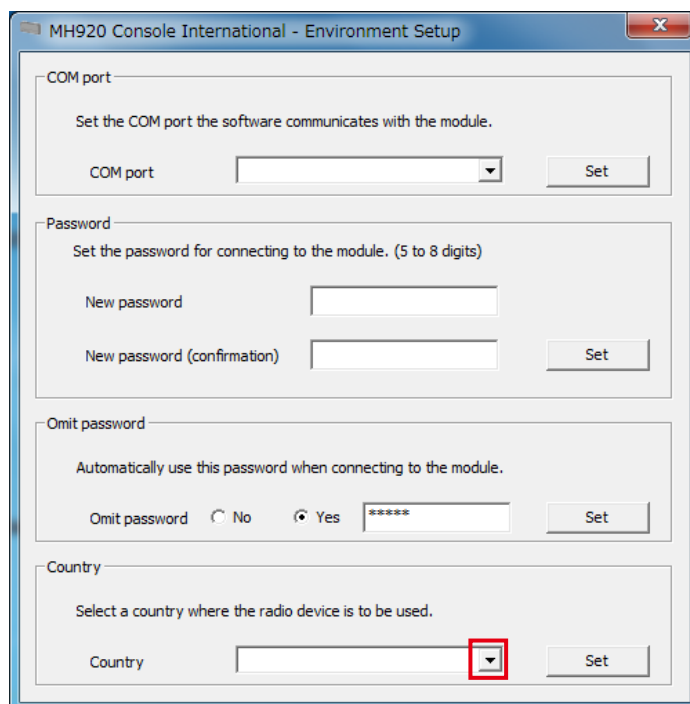 MH920 Console International - Environment Setup
COM port
Set the COM port the software communicates with the module.
COM port Set
Password
Set the password for connecting to the module. (5 to 8 digits)
New password
New password (confirmation) Set
Omit password
Automatically use this password when connecting to the module.
Omit password No Yes ***** Set
Country
Select a country where the radio device is to be used.
Country Set